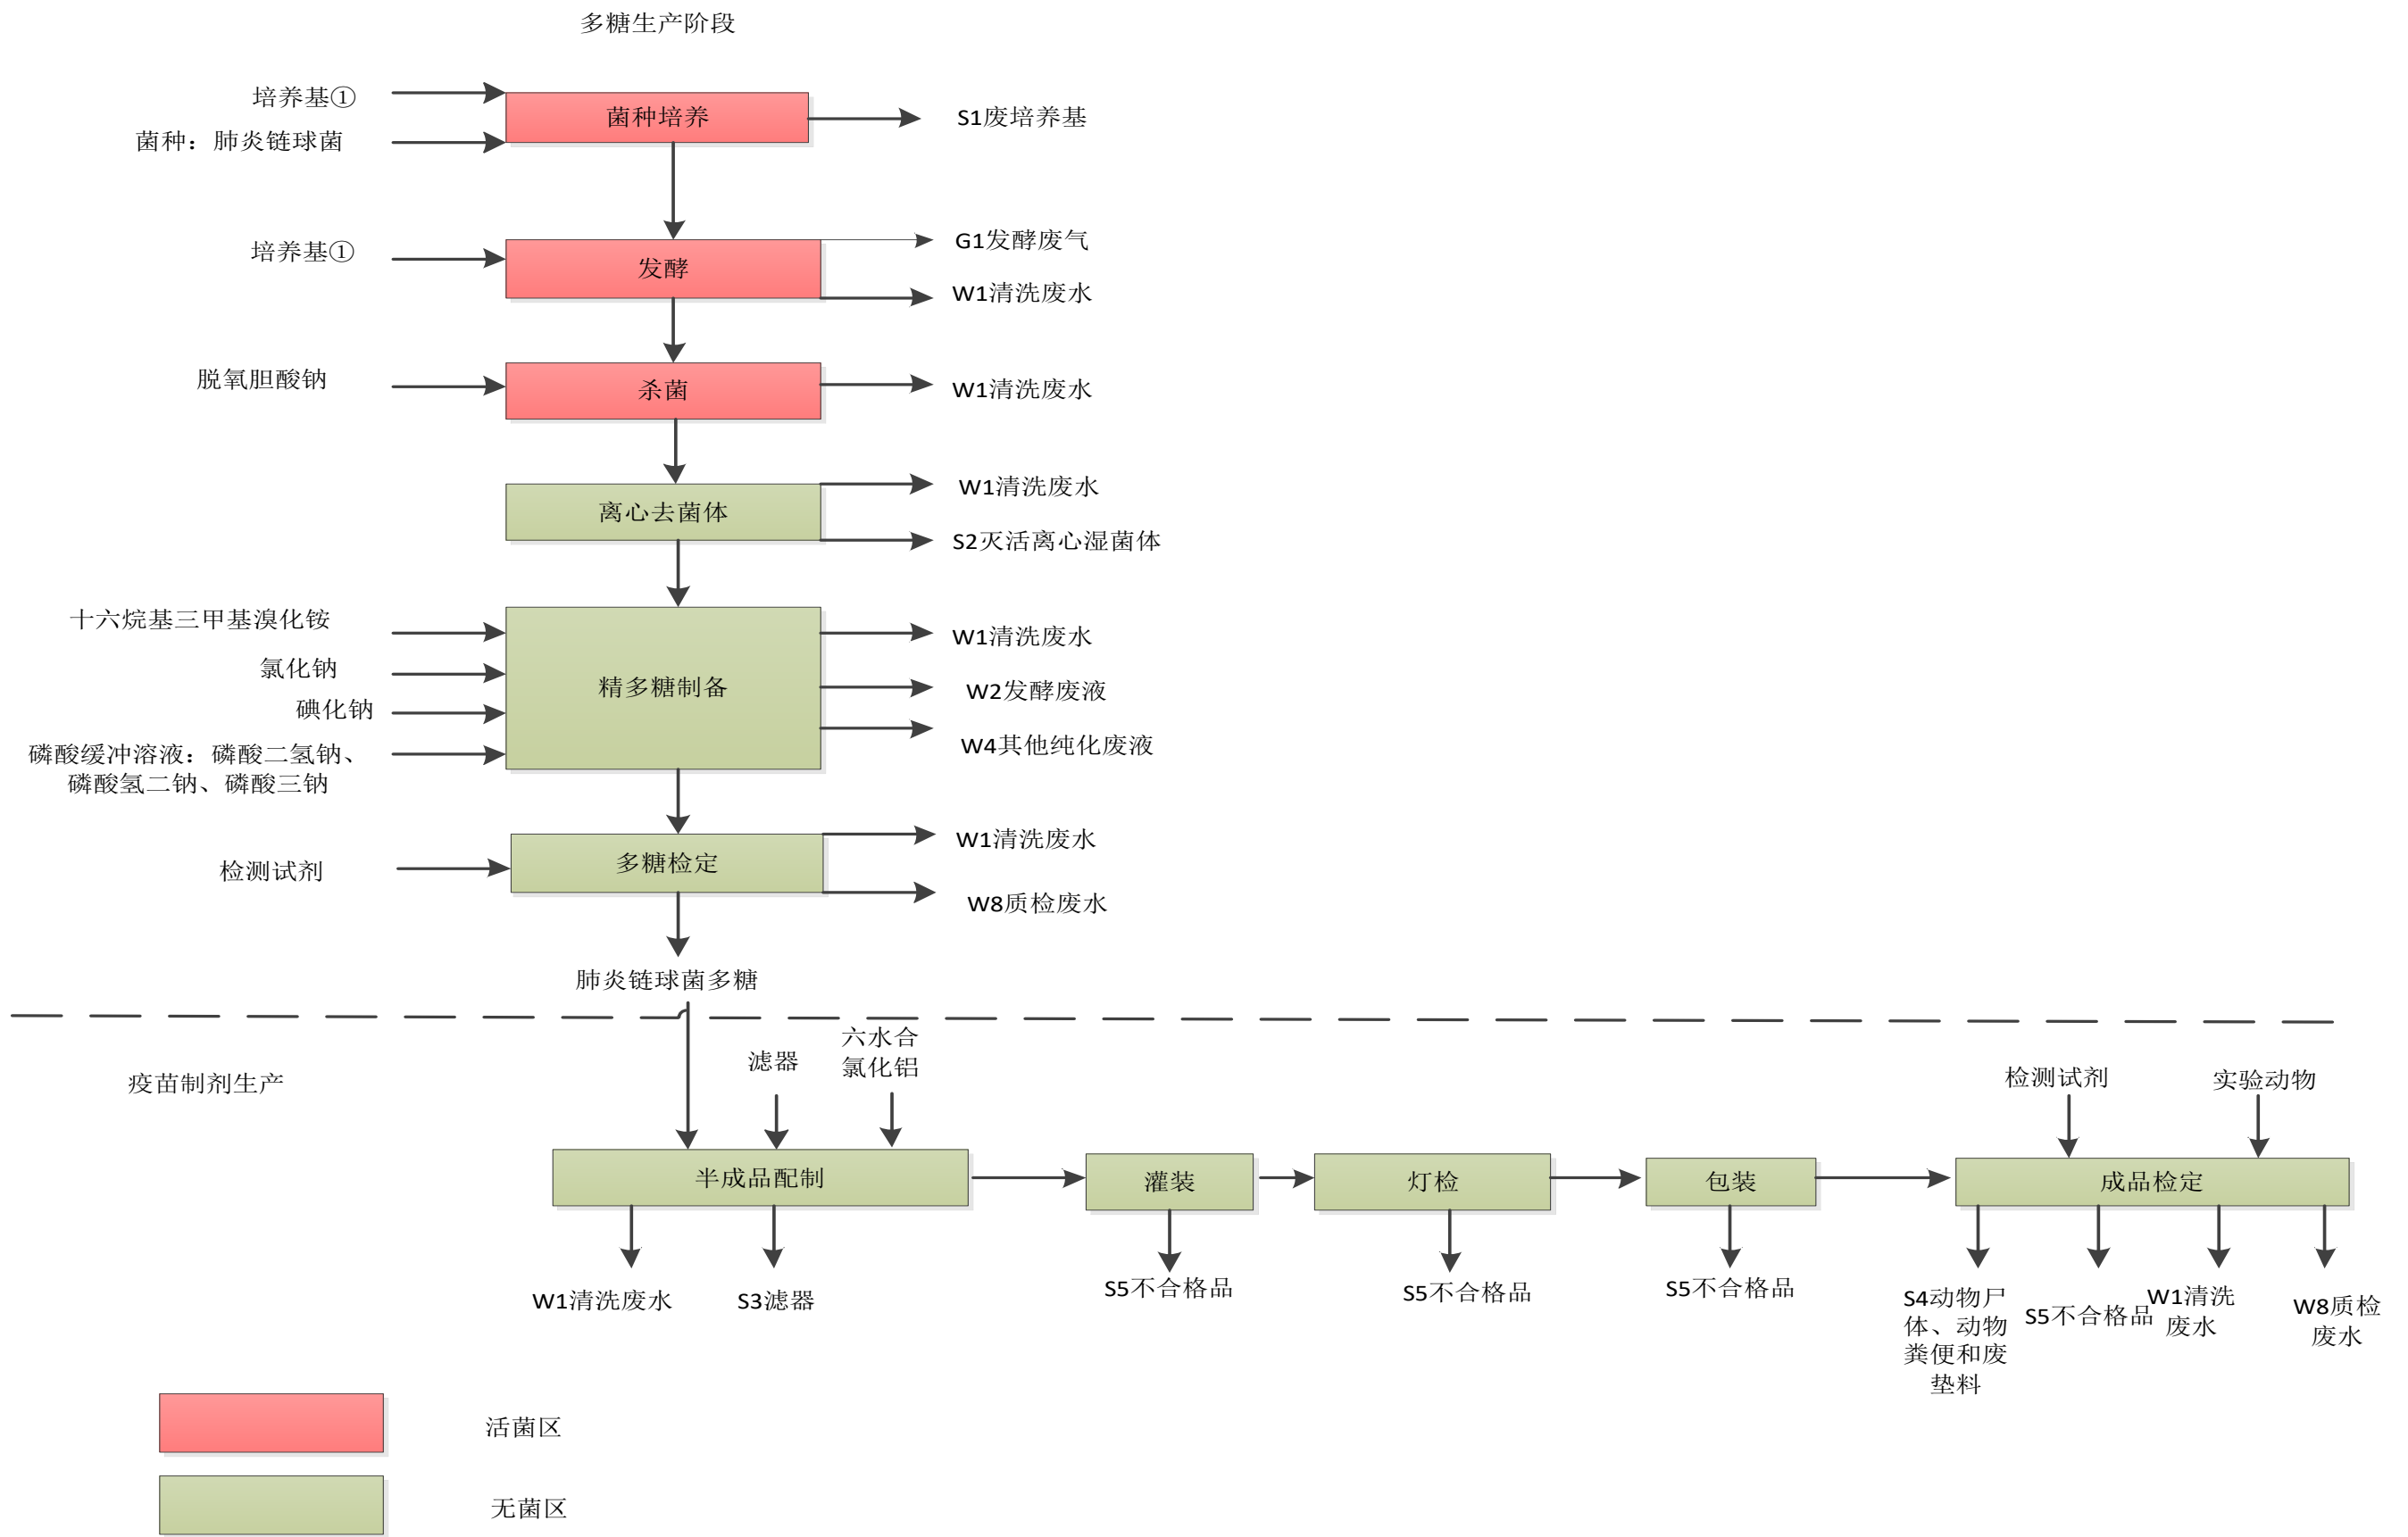 多糖生产阶段
培养基①
菌种：肺炎链球菌
菌种培养
S1废培养基
培养基①
发酵
G1发酵废气
W1清洗废水
脱氧胆酸钠
杀菌
W1清洗废水
离心去菌体
W1清洗废水
S2灭活离心湿菌体
十六烷基三甲基溴化铵
氯化钠
碘化钠
磷酸缓冲溶液：磷酸二氢钠、
磷酸氢二钠、磷酸三钠
精多糖制备
W1清洗废水
W2发酵废液
W4其他纯化废液
检测试剂
多糖检定
W1清洗废水
W8质检废水
肺炎链球菌多糖
疫苗制剂生产
滤器
六水合
氯化铝
检测试剂
实验动物
半成品配制
灌装
灯检
包装
成品检定
W1清洗废水
S3滤器
S5不合格品
S5不合格品
S5不合格品
S4动物尸
体、动物
粪便和废
垫料
S5不合格品
W1清洗
废水
W8质检
废水
活菌区
无菌区